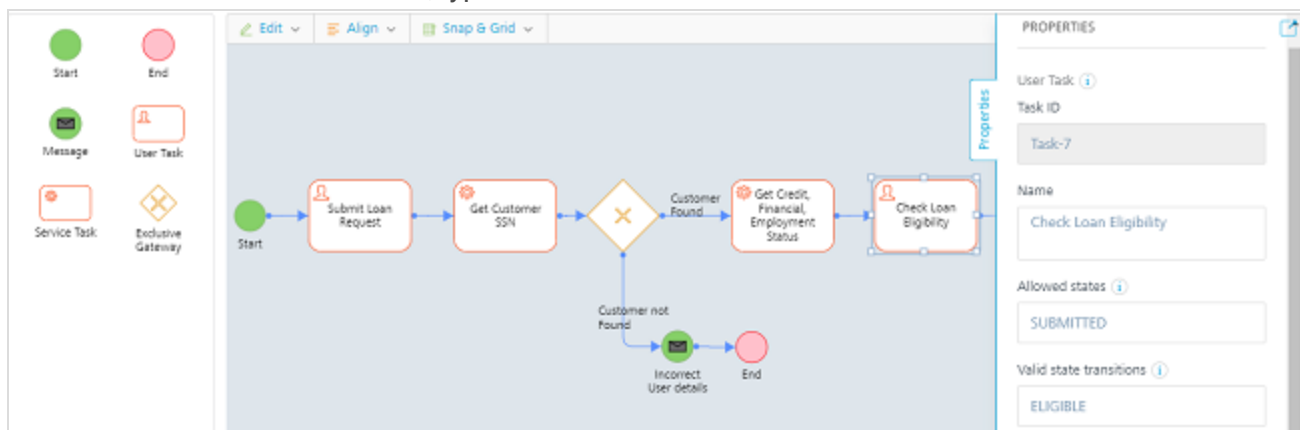 Edit
Align
Snap & Grid
PROPERTIES
Start
End
Message
User Task
Service Task
Exclusive
Gateway
Start
Submit Loan
Request
Get Customer
SSN
Customer
Found
Get Credit,
Financial,
Employment
Status
Check Loan
Eligibility
Customer not
Found
Incorrect
User details
End
Properties
User Task
Task ID
Task-7
Name
Check Loan Eligibility
Allowed states
SUBMITTED
Valid state transitions
ELIGIBLE